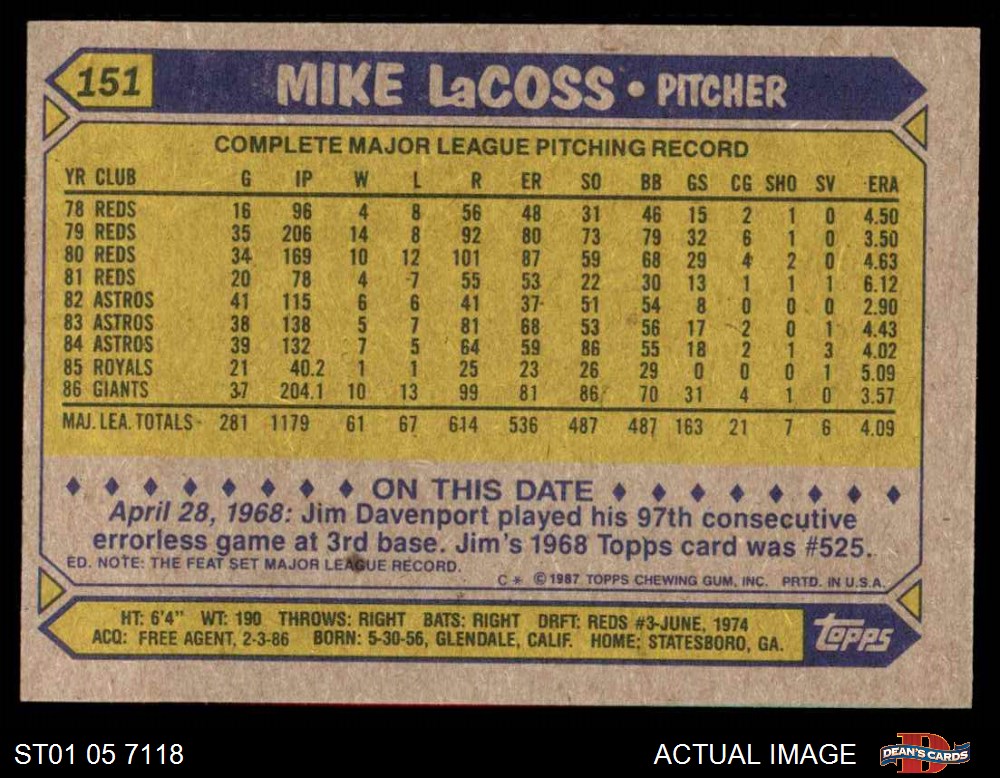 151 MIKE LaCOSS • PITCHER
COMPLETE MAJOR LEAGUE PITCHING RECORD
YR CLUB G IP W L R ER SO BB GS CG SHO SV ERA
78 REDS 16 96 4 8 56 48 31 46 15 2 1 0 4.50
79 REDS 35 206 14 8 92 80 73 79 32 6 1 0 3.50
80 REDS 34 169 10 12 101 87 59 68 29 4 2 0 4.63
81 REDS 20 78 4 7 55 53 22 30 13 1 1 1 6.12
82 ASTROS 41 115 6 6 41 37 51 54 8 0 0 0 2.90
83 ASTROS 38 138 5 7 81 68 53 56 17 2 0 1 4.43
84 ASTROS 39 132 7 5 64 59 86 55 18 2 1 3 4.02
85 ROYALS 21 40.2 1 1 25 23 26 29 0 0 0 1 5.09
86 GIANTS 37 204.1 10 13 99 81 86 70 31 4 1 0 3.57
MAJ. LEA. TOTALS 281 1179 61 67 614 536 487 487 163 21 7 6 4.09
ON THIS DATE
April 28, 1968: Jim Davenport played his 97th consecutive
errorless game at 3rd base. Jim's 1968 Topps card was #525.
ED. NOTE: THE FEAT SET MAJOR LEAGUE RECORD.
C* ©1987 TOPPS CHEWING GUM, INC. PRTD. IN U.S.A.
HT: 6'4" WT: 190 THROWS: RIGHT BATS: RIGHT DRFT: REDS #3-JUNE, 1974
ACQ: FREE AGENT, 2-3-86 BORN: 5-30-56, GLENDALE, CALIF. HOME: STATESBORO, GA.
topps
ST01 05 7118 ACTUAL IMAGE DEAN'S CARDS